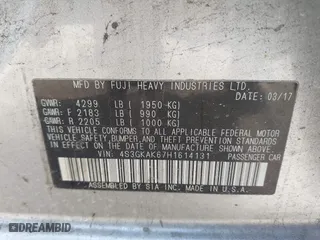 MFD BY FUJI HEAVY INDUSTRIES LTD.
DATE: 03/17
GVWR: 4299 LB (1950 KG)
GAWR: F 2183 LB ( 990 KG)
GAWR: R 2205 LB (1000 KG)
THIS VEHICLE CONFORMS TO ALL APPLICABLE FEDERAL MOTOR
VEHICLE SAFETY BUMPER AND THEFT PREVENTION STANDARDS
IN EFFECT ON THE DATE OF MANUFACTURE SHOWN ABOVE.
VIN: 4S3GKAK67H1614131 PASSENGER CAR
ASSEMBLED BY SIA INC. MADE IN U.S.A.